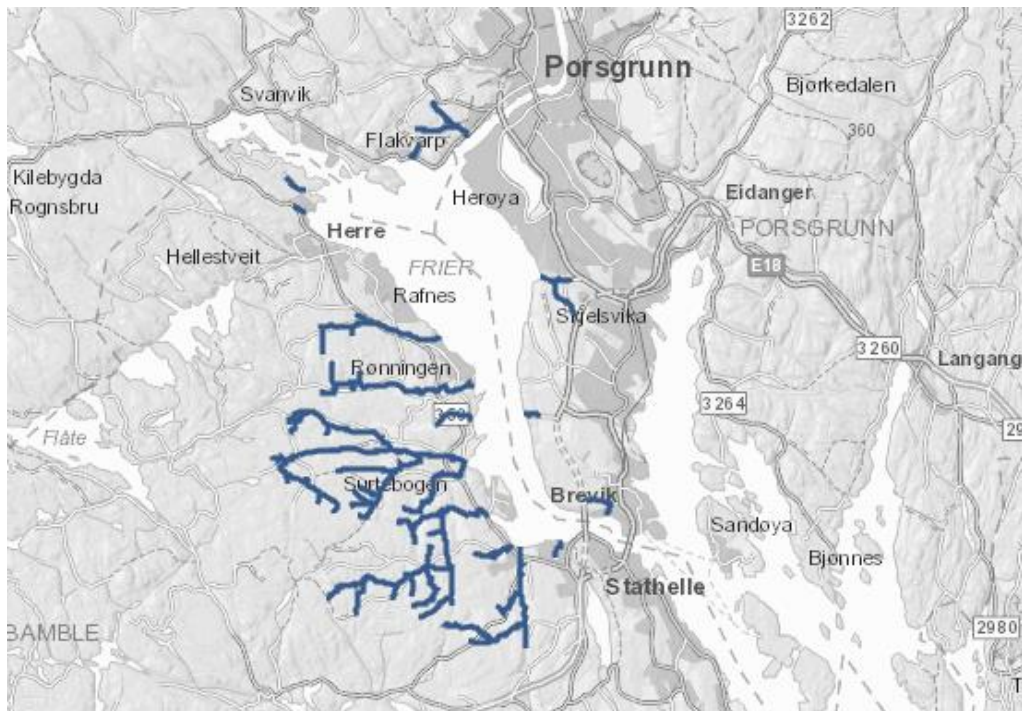 3262
Porsgrunn
Bjørkedalen
Svanvik
Flakvarp
360
Kilebygda
Rognsbru
Herøya
Eidanger
Herre
PORSGRUNN
Hellestveit
FRIER
E18
Rafnes
Skjelsvika
3260
Langang
Rønningen
3264
Flåte
29
Surtebogen
Brevik
Sandøya
Bjønnes
Stathelle
BAMBLE
2980
T